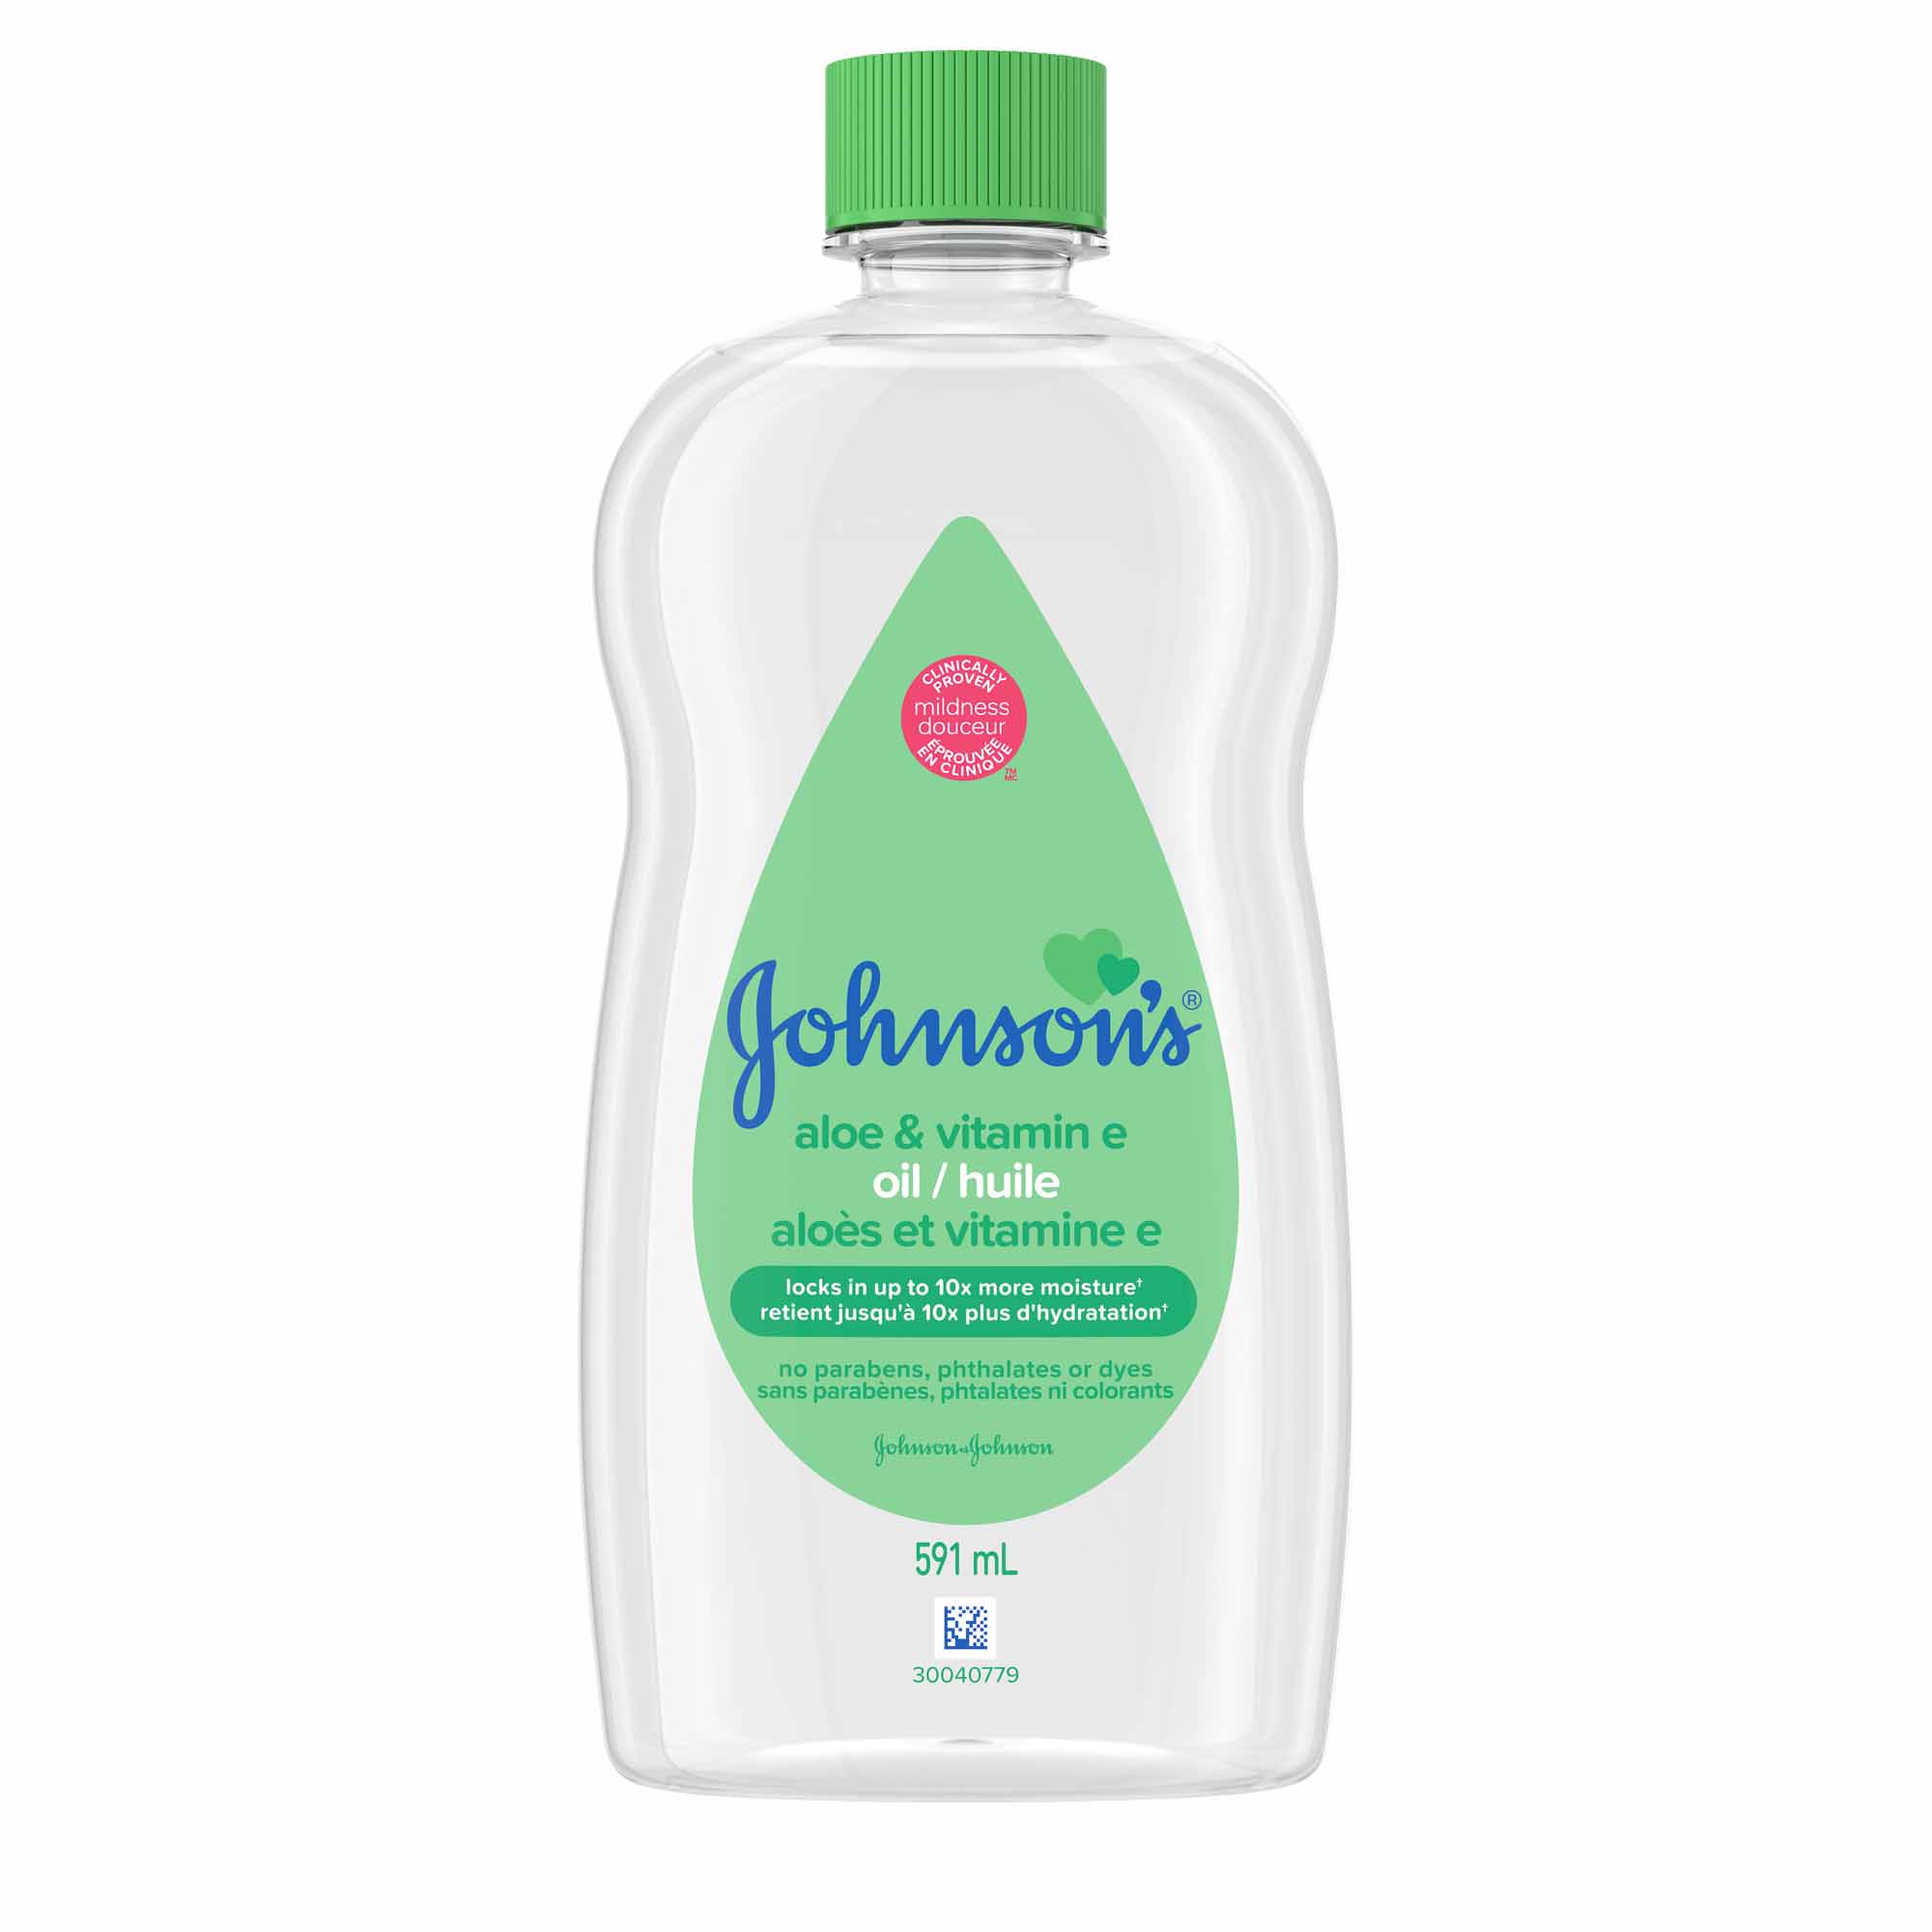 CLINICALLY
PROVEN
mildness
douceur
ÉPROUVÉE
EN CLINIQUE
TM
MC
Johnson's®
aloe & vitamin e
oil / huile
aloès et vitamine e
locks in up to 10x more moisture†
retient jusqu'à 10x plus d'hydratation†
no parabens, phthalates or dyes
sans parabènes, phtalates ni colorants
Johnson&Johnson
591 mL
30040779